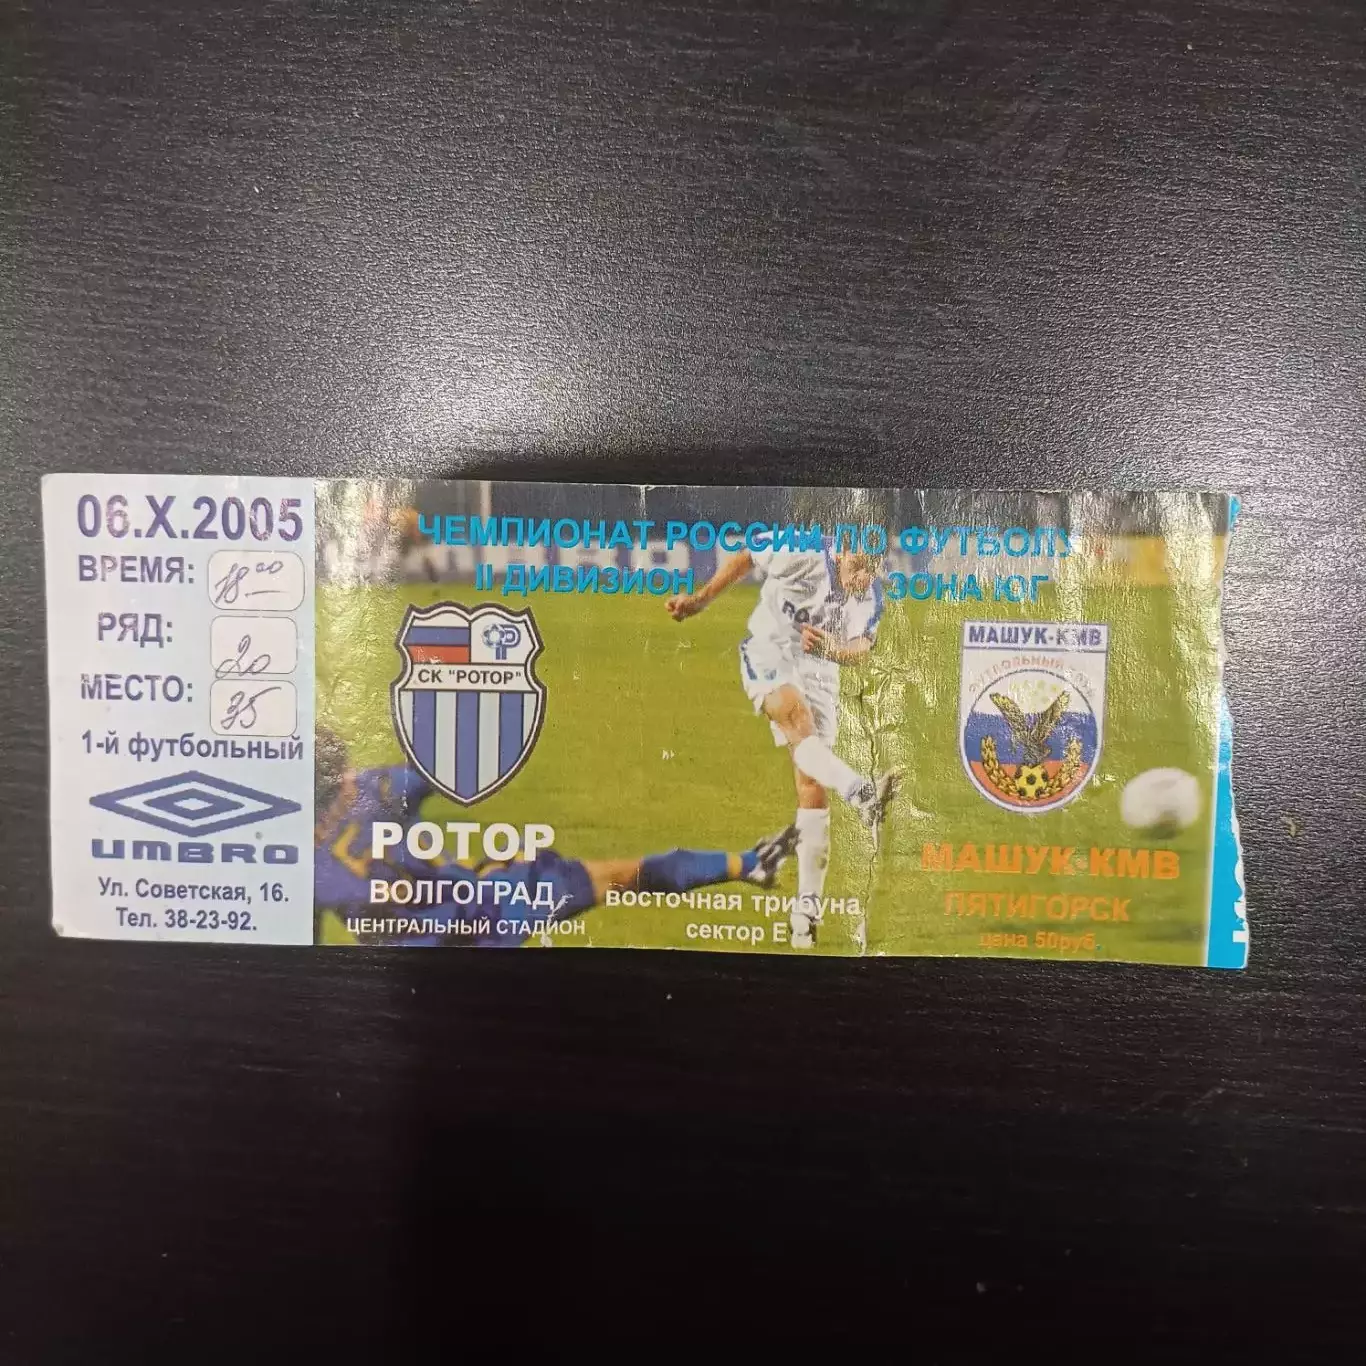 06.X.2005
ВРЕМЯ: 18 00
РЯД: 20
МЕСТО: 35
1-й футбольный
UMBRO
Ул. Советская, 16.
Тел. 38-23-92.
ЧЕМПИОНАТ РОССИИ ПО ФУТБОЛУ
II ДИВИЗИОН ЗОНА ЮГ
СК "РОТОР"
РОТОР
ВОЛГОГРАД
ЦЕНТРАЛЬНЫЙ СТАДИОН
восточная трибуна
сектор Е
МАШУК-КМВ
ФУТБОЛЬНЫЙ КЛУБ
МАШУК-КМВ
ПЯТИГОРСК
цена 50руб.